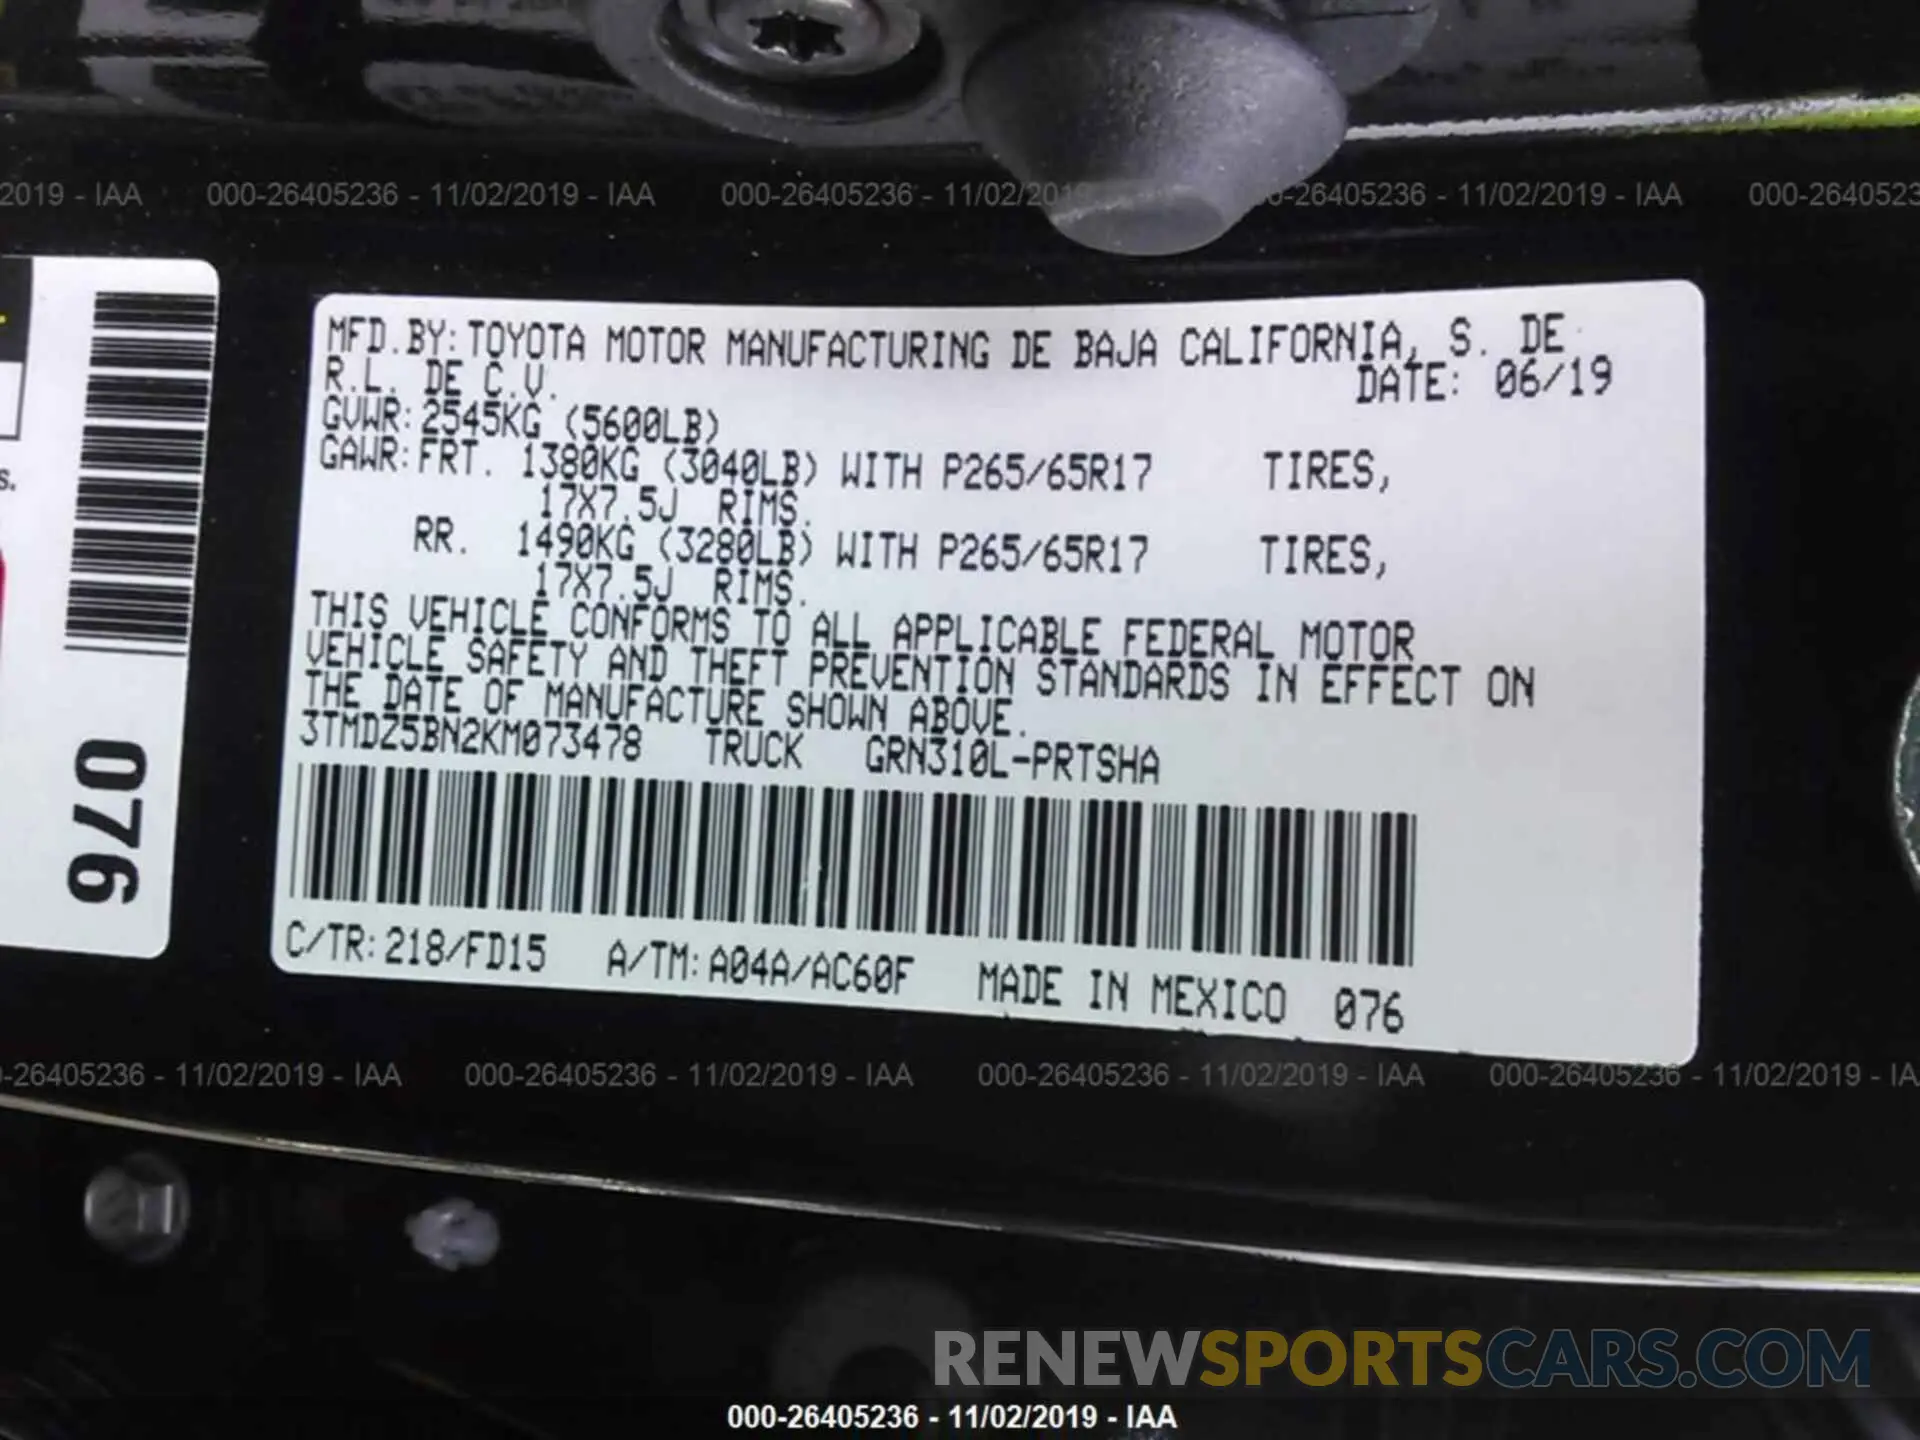 2019 - IAA 000-26405236 - 11/02/2019 - IAA 000-26405236 - 11/02/2019 000-26405236 - 11/02/2019 - IAA 000-2640523
MFD.BY:TOYOTA MOTOR MANUFACTURING DE BAJA CALIFORNIA, S. DE
R.L. DE C.V. DATE: 06/19
GVWR:2545KG (5600LB)
GAWR:FRT. 1380KG (3040LB) WITH P265/65R17 TIRES,
17X7.5J RIMS.
RR. 1490KG (3280LB) WITH P265/65R17 TIRES,
17X7.5J RIMS.
THIS VEHICLE CONFORMS TO ALL APPLICABLE FEDERAL MOTOR
VEHICLE SAFETY AND THEFT PREVENTION STANDARDS IN EFFECT ON
THE DATE OF MANUFACTURE SHOWN ABOVE.
3TMDZ5BN2KM073478 TRUCK GRN310L-PRTSHA
C/TR:218/FD15 A/TM:A04A/AC60F MADE IN MEXICO 076
s.
076
-26405236 - 11/02/2019 - IAA 000-26405236 - 11/02/2019 - IAA 000-26405236 - 11/02/2019 - IAA 000-26405236 - 11/02/2019 - IA
RENEWSPORTSCARS.COM
000-26405236 - 11/02/2019 - IAA